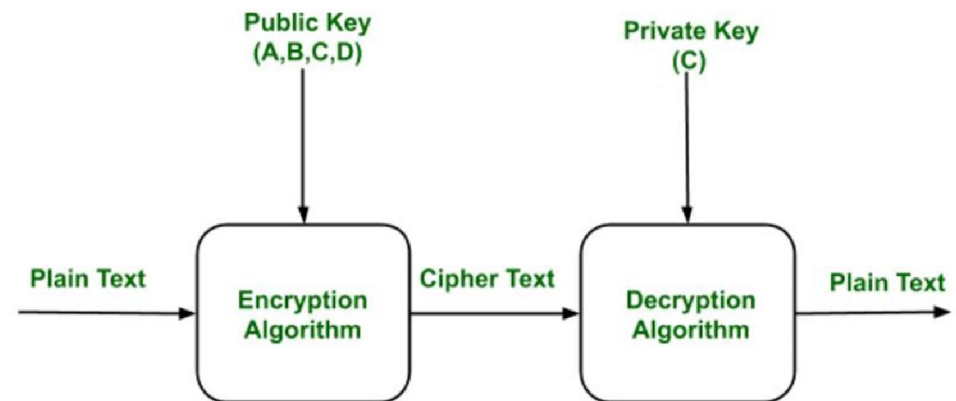 Public Key
(A,B,C,D)
Private Key
(C)
Plain Text
Encryption
Algorithm
Cipher Text
Decryption
Algorithm
Plain Text